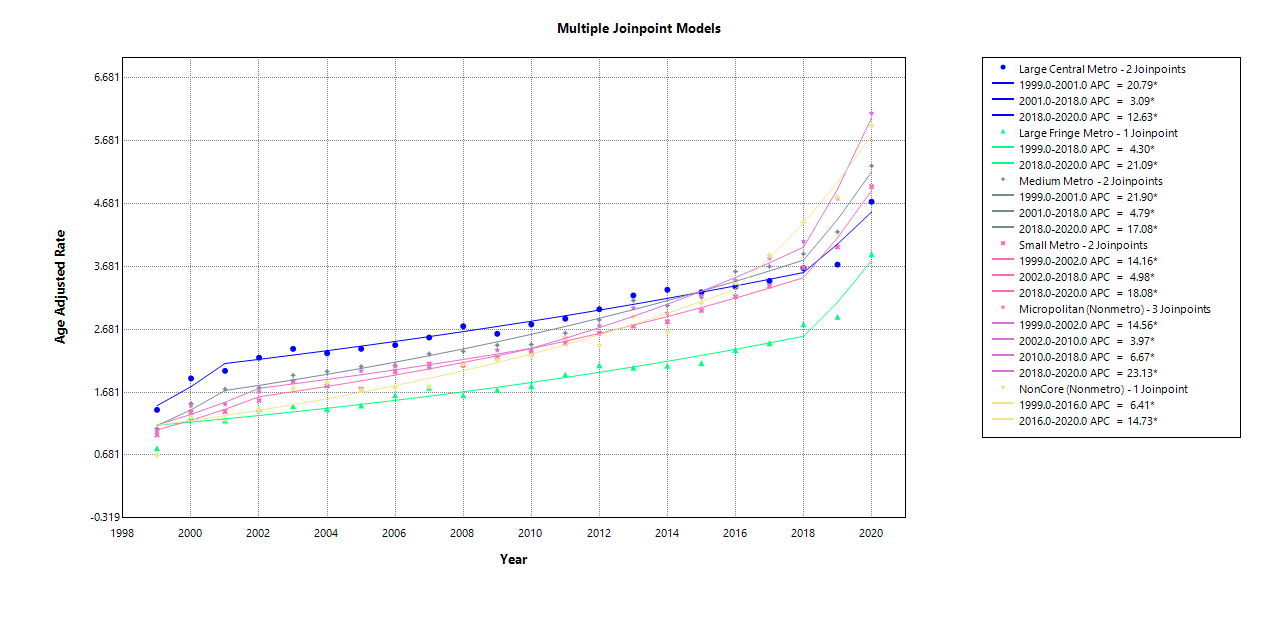 Multiple Joinpoint Models
6.681
5.681
4.681
3.681
2.681
1.681
0.681
-0.319
1998
2000
2002
2004
2006
2008
2010
2012
2014
2016
2018
2020
Age Adjusted Rate
Year
Large Central Metro - 2 Joinpoints
1999.0-2001.0 APC = 20.79*
2001.0-2018.0 APC = 3.09*
2018.0-2020.0 APC = 12.63*
Large Fringe Metro - 1 Joinpoint
1999.0-2018.0 APC = 4.30*
2018.0-2020.0 APC = 21.09*
Medium Metro - 2 Joinpoints
1999.0-2001.0 APC = 21.90*
2001.0-2018.0 APC = 4.79*
2018.0-2020.0 APC = 17.08*
Small Metro - 2 Joinpoints
1999.0-2002.0 APC = 14.16*
2002.0-2018.0 APC = 4.98*
2018.0-2020.0 APC = 18.08*
Micropolitan (Nonmetro) - 3 Joinpoints
1999.0-2002.0 APC = 14.56*
2002.0-2010.0 APC = 3.97*
2010.0-2018.0 APC = 6.67*
2018.0-2020.0 APC = 23.13*
NonCore (Nonmetro) - 1 Joinpoint
1999.0-2016.0 APC = 6.41*
2016.0-2020.0 APC = 14.73*